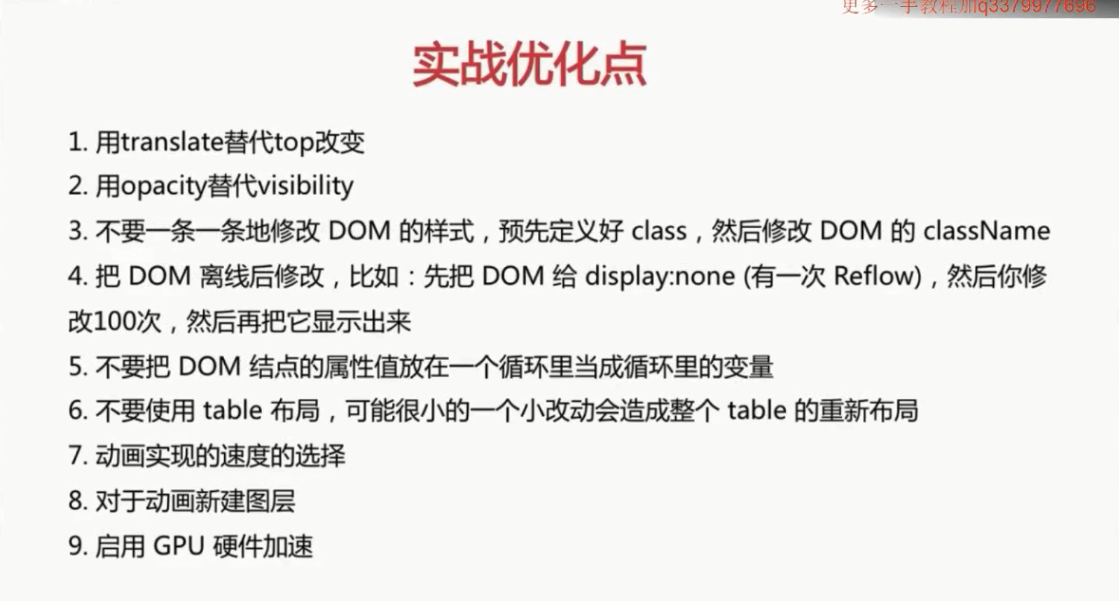 更多一手教程加q3379977696
实战优化点
1. 用translate替代top改变
2. 用opacity替代visibility
3. 不要一条一条地修改 DOM 的样式，预先定义好 class，然后修改 DOM 的 className
4. 把 DOM 离线后修改，比如：先把 DOM 给 display:none (有一次 Reflow)，然后你修
改100次，然后再把它显示出来
5. 不要把 DOM 结点的属性值放在一个循环里当成循环里的变量
6. 不要使用 table 布局，可能很小的一个小改动会造成整个 table 的重新布局
7. 动画实现的速度的选择
8. 对于动画新建图层
9. 启用 GPU 硬件加速